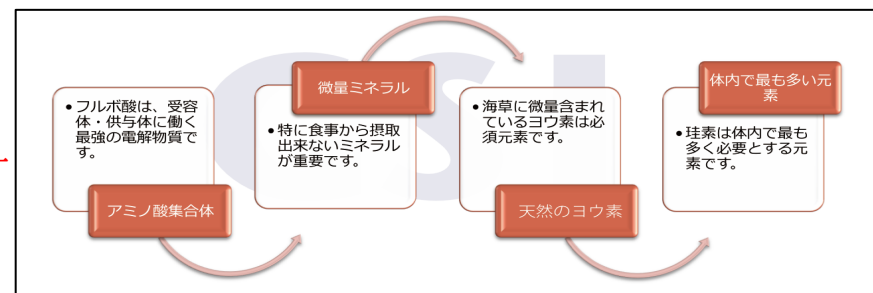 • フルボ酸は、受容
体・供与体に働く
最強の電解物質で
す。
アミノ酸集合体
微量ミネラル
• 特に食事から摂取
出来ないミネラル
が重要です。
• 海草に微量含まれ
ているヨウ素は必
須元素です。
天然のヨウ素
体内で最も多い元
素
• 珪素は体内で最も
多く必要とする元
素です。